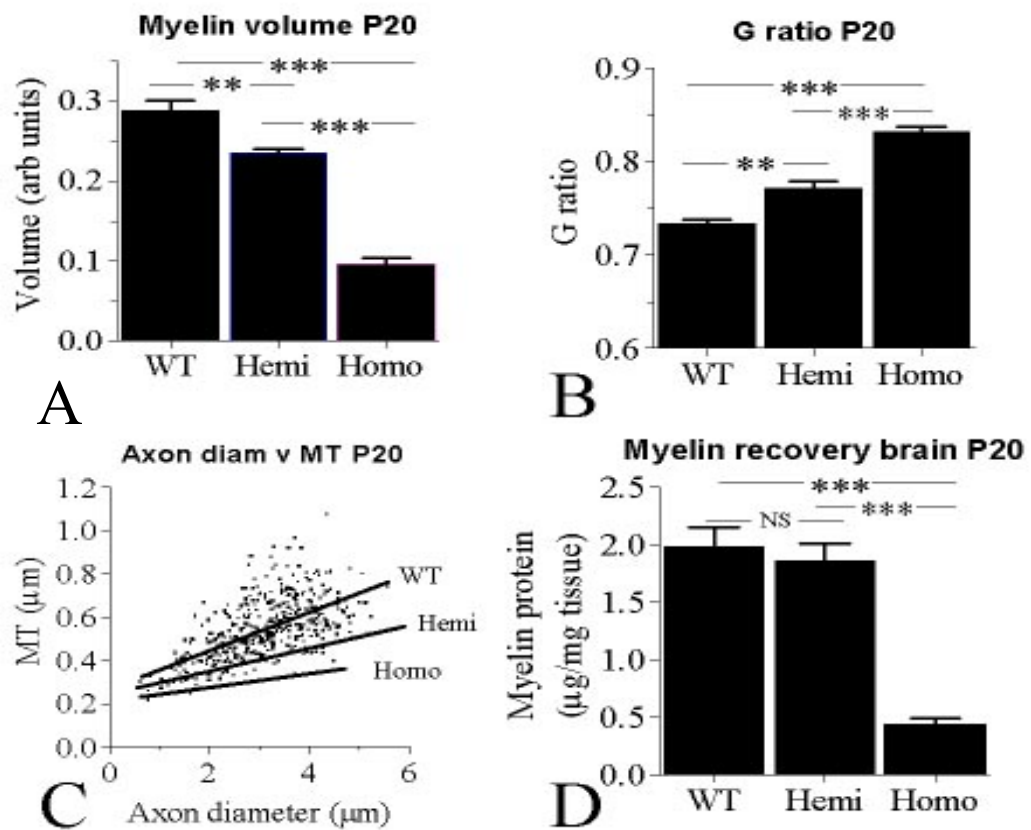 Myelin volume P20
***
**
***
Volume (arb units)
0.3
0.2
0.1
0.0
WT Hemi Homo
A
G ratio P20
***
***
**
G ratio
0.9
0.8
0.7
0.6
WT Hemi Homo
B
Axon diam v MT P20
MT (µm)
1.2
1.0
0.8
0.6
0.4
0.2
0.0
WT
Hemi
Homo
0 2 4 6
Axon diameter (µm)
C
Myelin recovery brain P20
***
NS ***
Myelin protein
(µg/mg tissue)
2.5
2.0
1.5
1.0
0.5
0.0
WT Hemi Homo
D